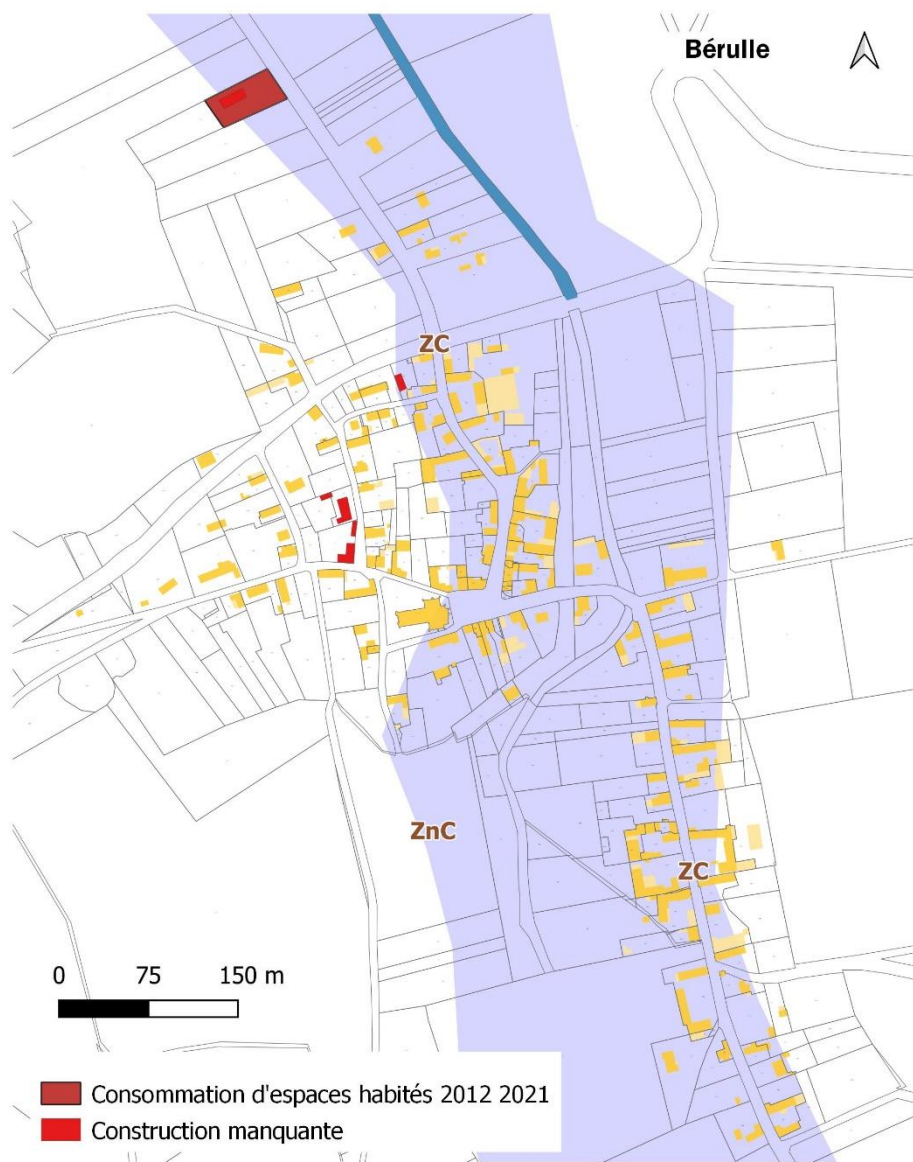 Bérulle
ZC
ZnC
ZC
0 75 150 m
Consommation d'espaces habités 2012 2021
Construction manquante